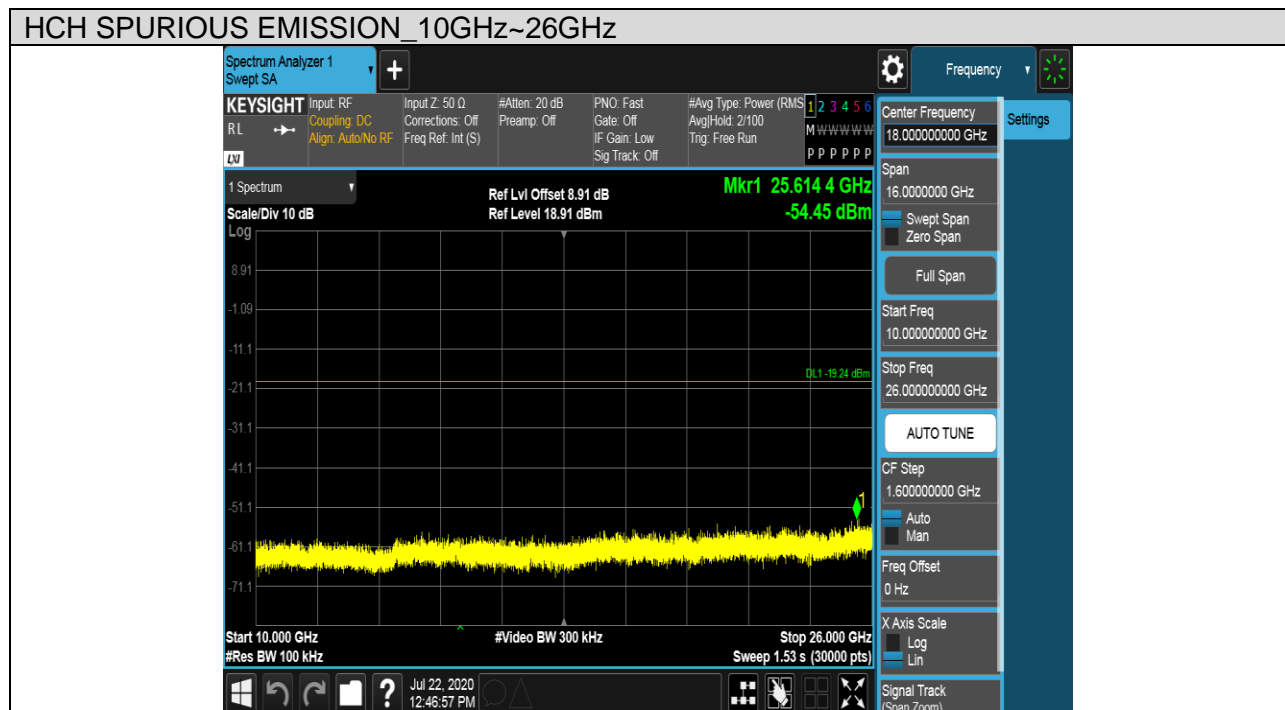 HCH SPURIOUS EMISSION_10GHz~26GHz
Spectrum Analyzer 1
Swept SA
+
Frequency
KEYSIGHT
RL
LXI
Input: RF
Coupling: DC
Align: Auto/No RF
Input Z: 50 Ω
Corrections: Off
Freq Ref: Int (S)
#Atten: 20 dB
Preamp: Off
PNO: Fast
Gate: Off
IF Gain: Low
Sig Track: Off
#Avg Type: Power (RMS
Avg|Hold: 2/100
Trig: Free Run
1 2 3 4 5 6
M W W W W W
P P P P P P
1 Spectrum
Scale/Div 10 dB
Ref Lvl Offset 8.91 dB
Ref Level 18.91 dBm
Mkr1 25.614 4 GHz
-54.45 dBm
Log
8.91
-1.09
-11.1
-21.1
-31.1
-41.1
-51.1
-61.1
-71.1
DL1 -19.24 dBm
1
Start 10.000 GHz
#Res BW 100 kHz
#Video BW 300 kHz
Stop 26.000 GHz
Sweep 1.53 s (30000 pts)
?
Jul 22, 2020
12:46:57 PM
Center Frequency
18.000000000 GHz
Span
16.0000000 GHz
Swept Span
Zero Span
Full Span
Start Freq
10.000000000 GHz
Stop Freq
26.000000000 GHz
AUTO TUNE
CF Step
1.600000000 GHz
Auto
Man
Freq Offset
0 Hz
X Axis Scale
Log
Lin
Signal Track
(Span Zoom)
Settings